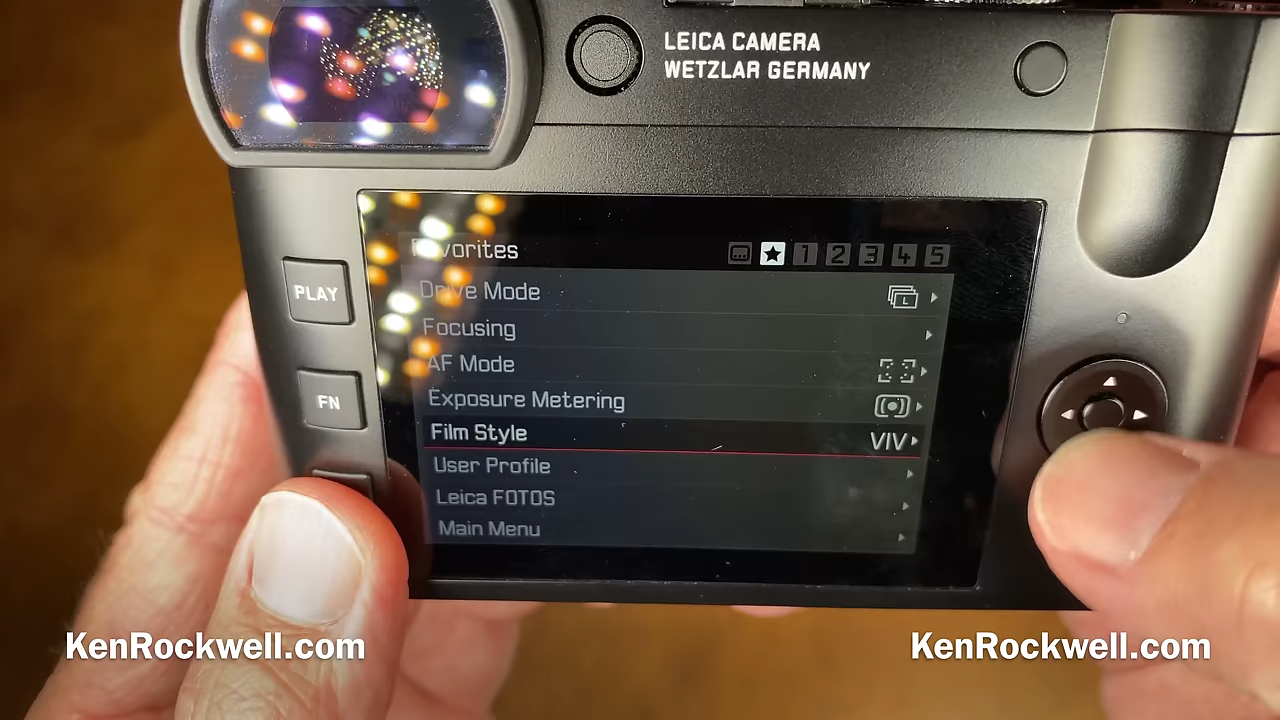 LEICA CAMERA
WETZLAR GERMANY
Favorites 1 2 3 4 5
PLAY
Drive Mode L
Focusing
AF Mode
FN
Exposure Metering
Film Style VIV
User Profile
Leica FOTOS
Main Menu
KenRockwell.com KenRockwell.com